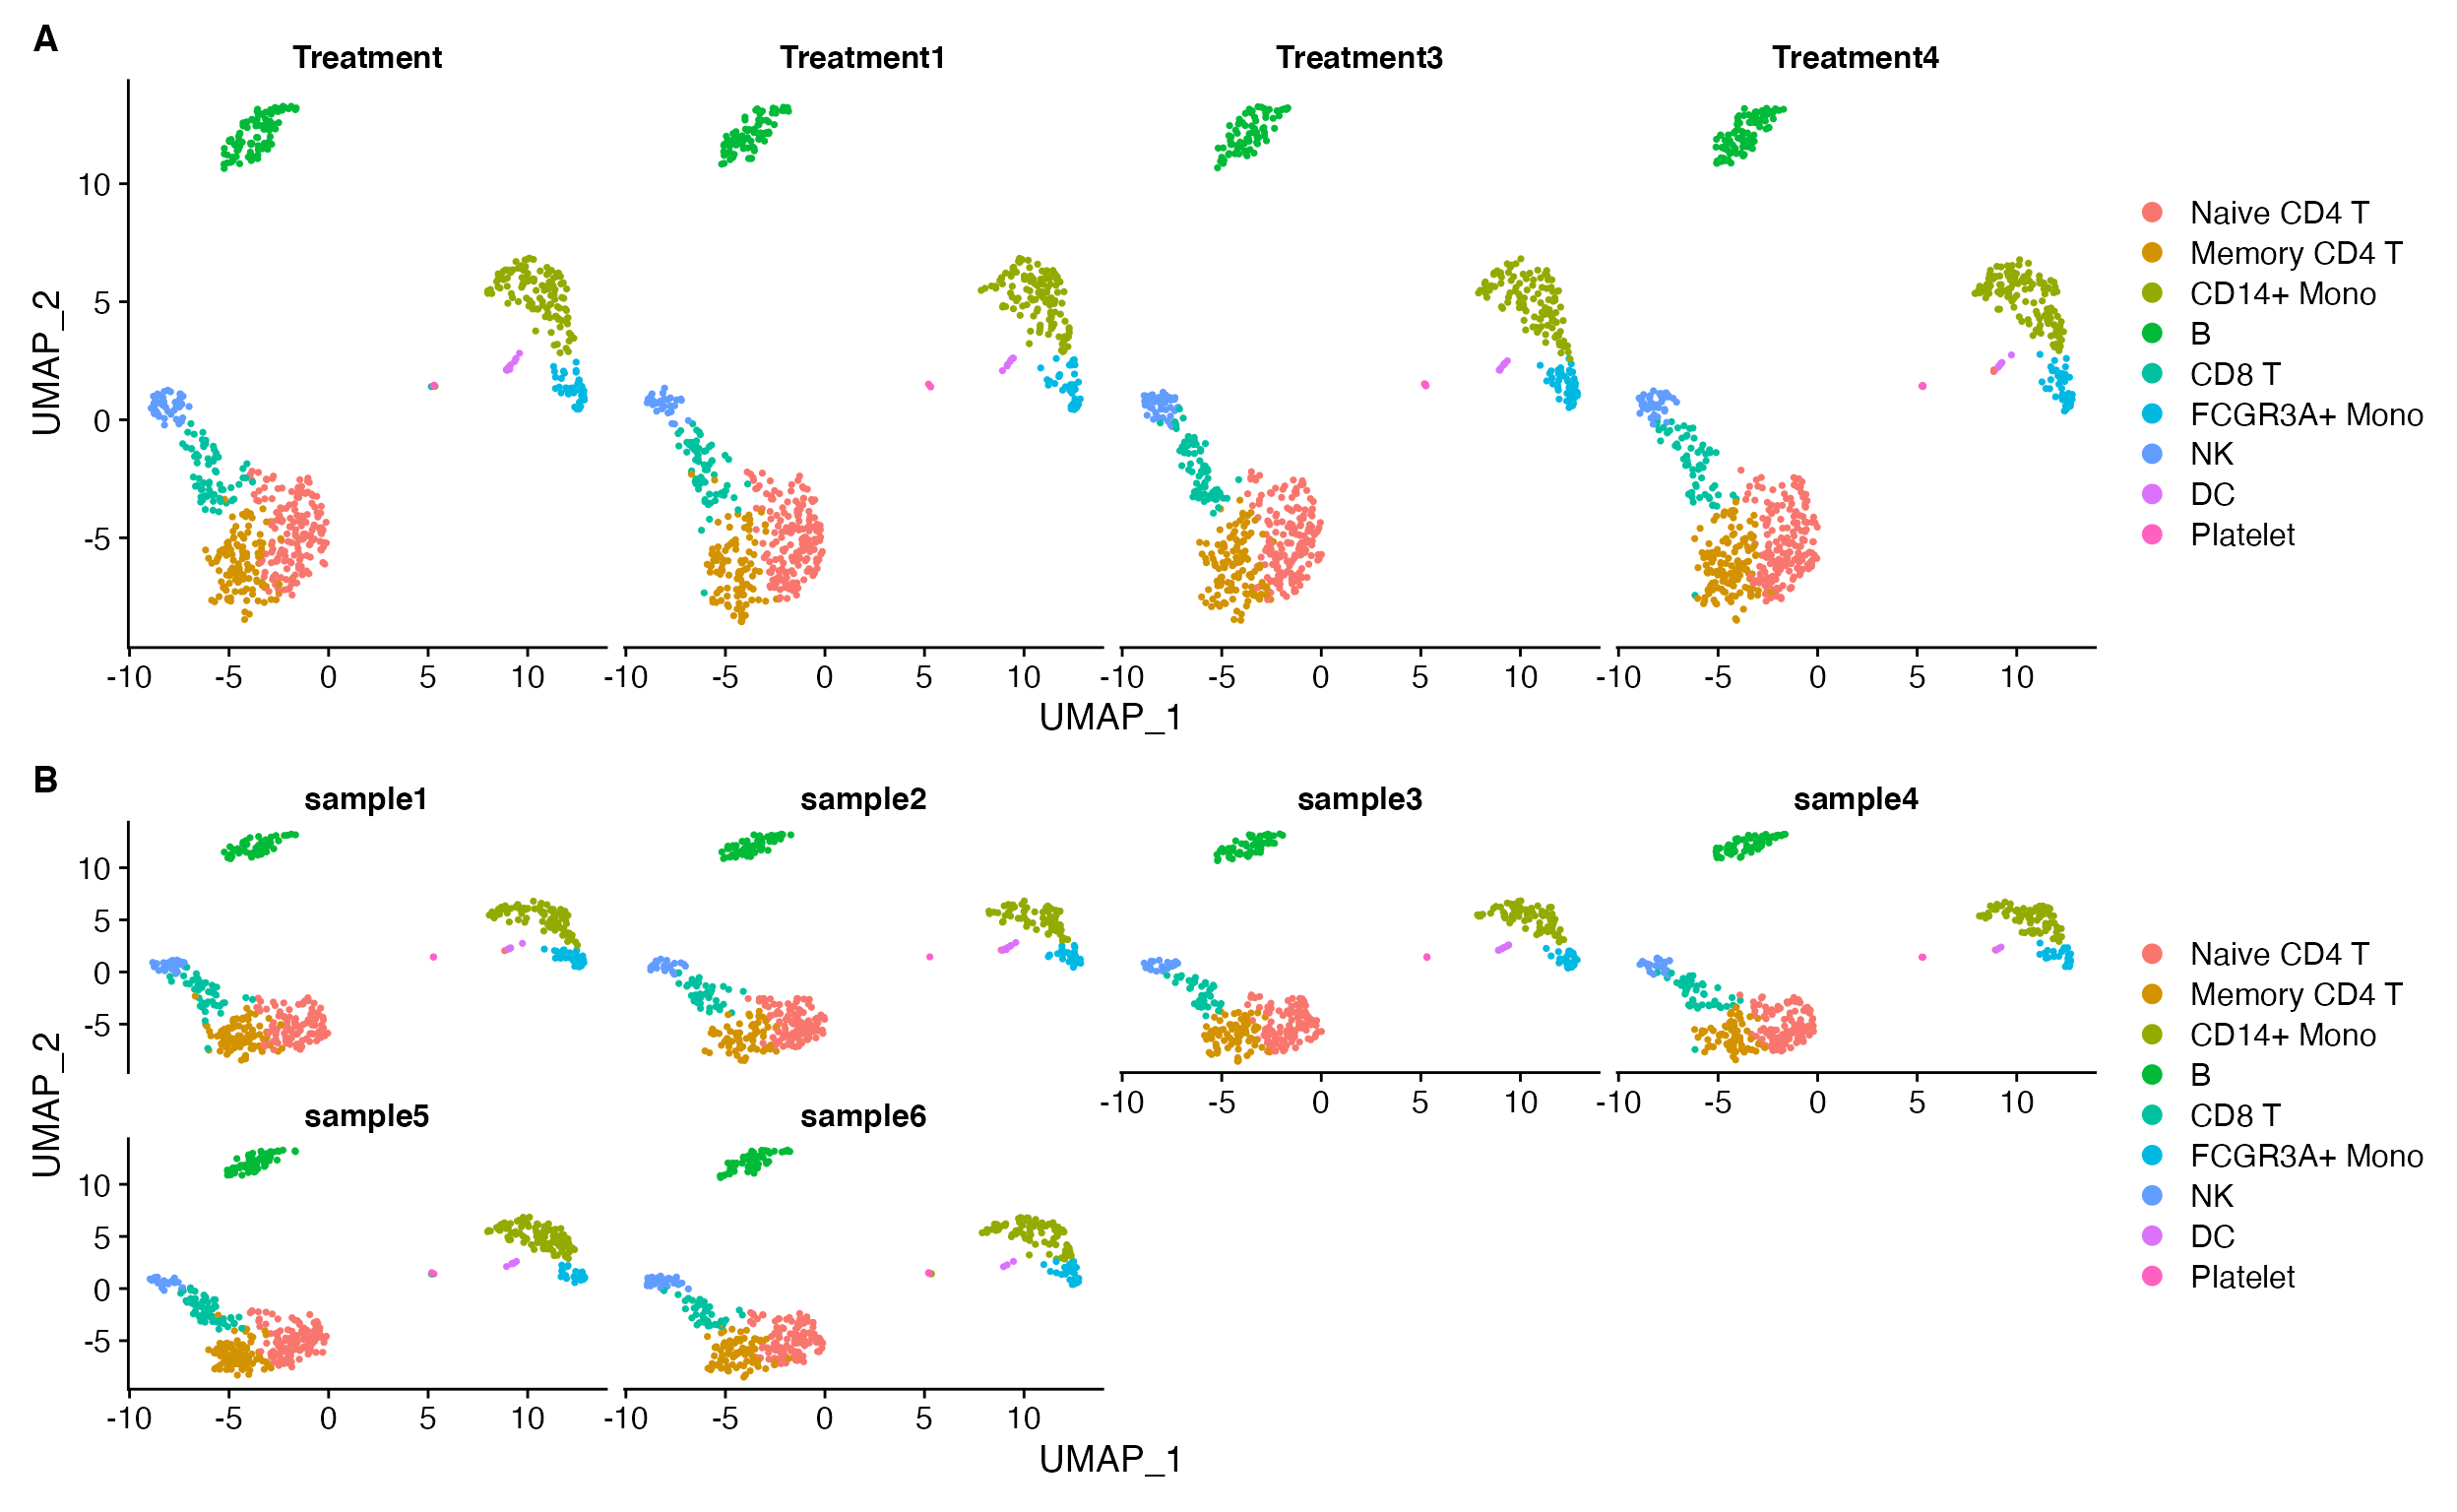 A
Treatment Treatment1 Treatment3 Treatment4
10
5
0
-5
UMAP_2
-10 -5 0 5 10 -10 -5 0 5 10 -10 -5 0 5 10 -10 -5 0 5 10
UMAP_1
Naive CD4 T
Memory CD4 T
CD14+ Mono
B
CD8 T
FCGR3A+ Mono
NK
DC
Platelet
B
sample1 sample2 sample3 sample4
10
5
0
-5
-10 -5 0 5 10 -10 -5 0 5 10
UMAP_2
sample5 sample6
10
5
0
-5
-10 -5 0 5 10 -10 -5 0 5 10
UMAP_1
Naive CD4 T
Memory CD4 T
CD14+ Mono
B
CD8 T
FCGR3A+ Mono
NK
DC
Platelet